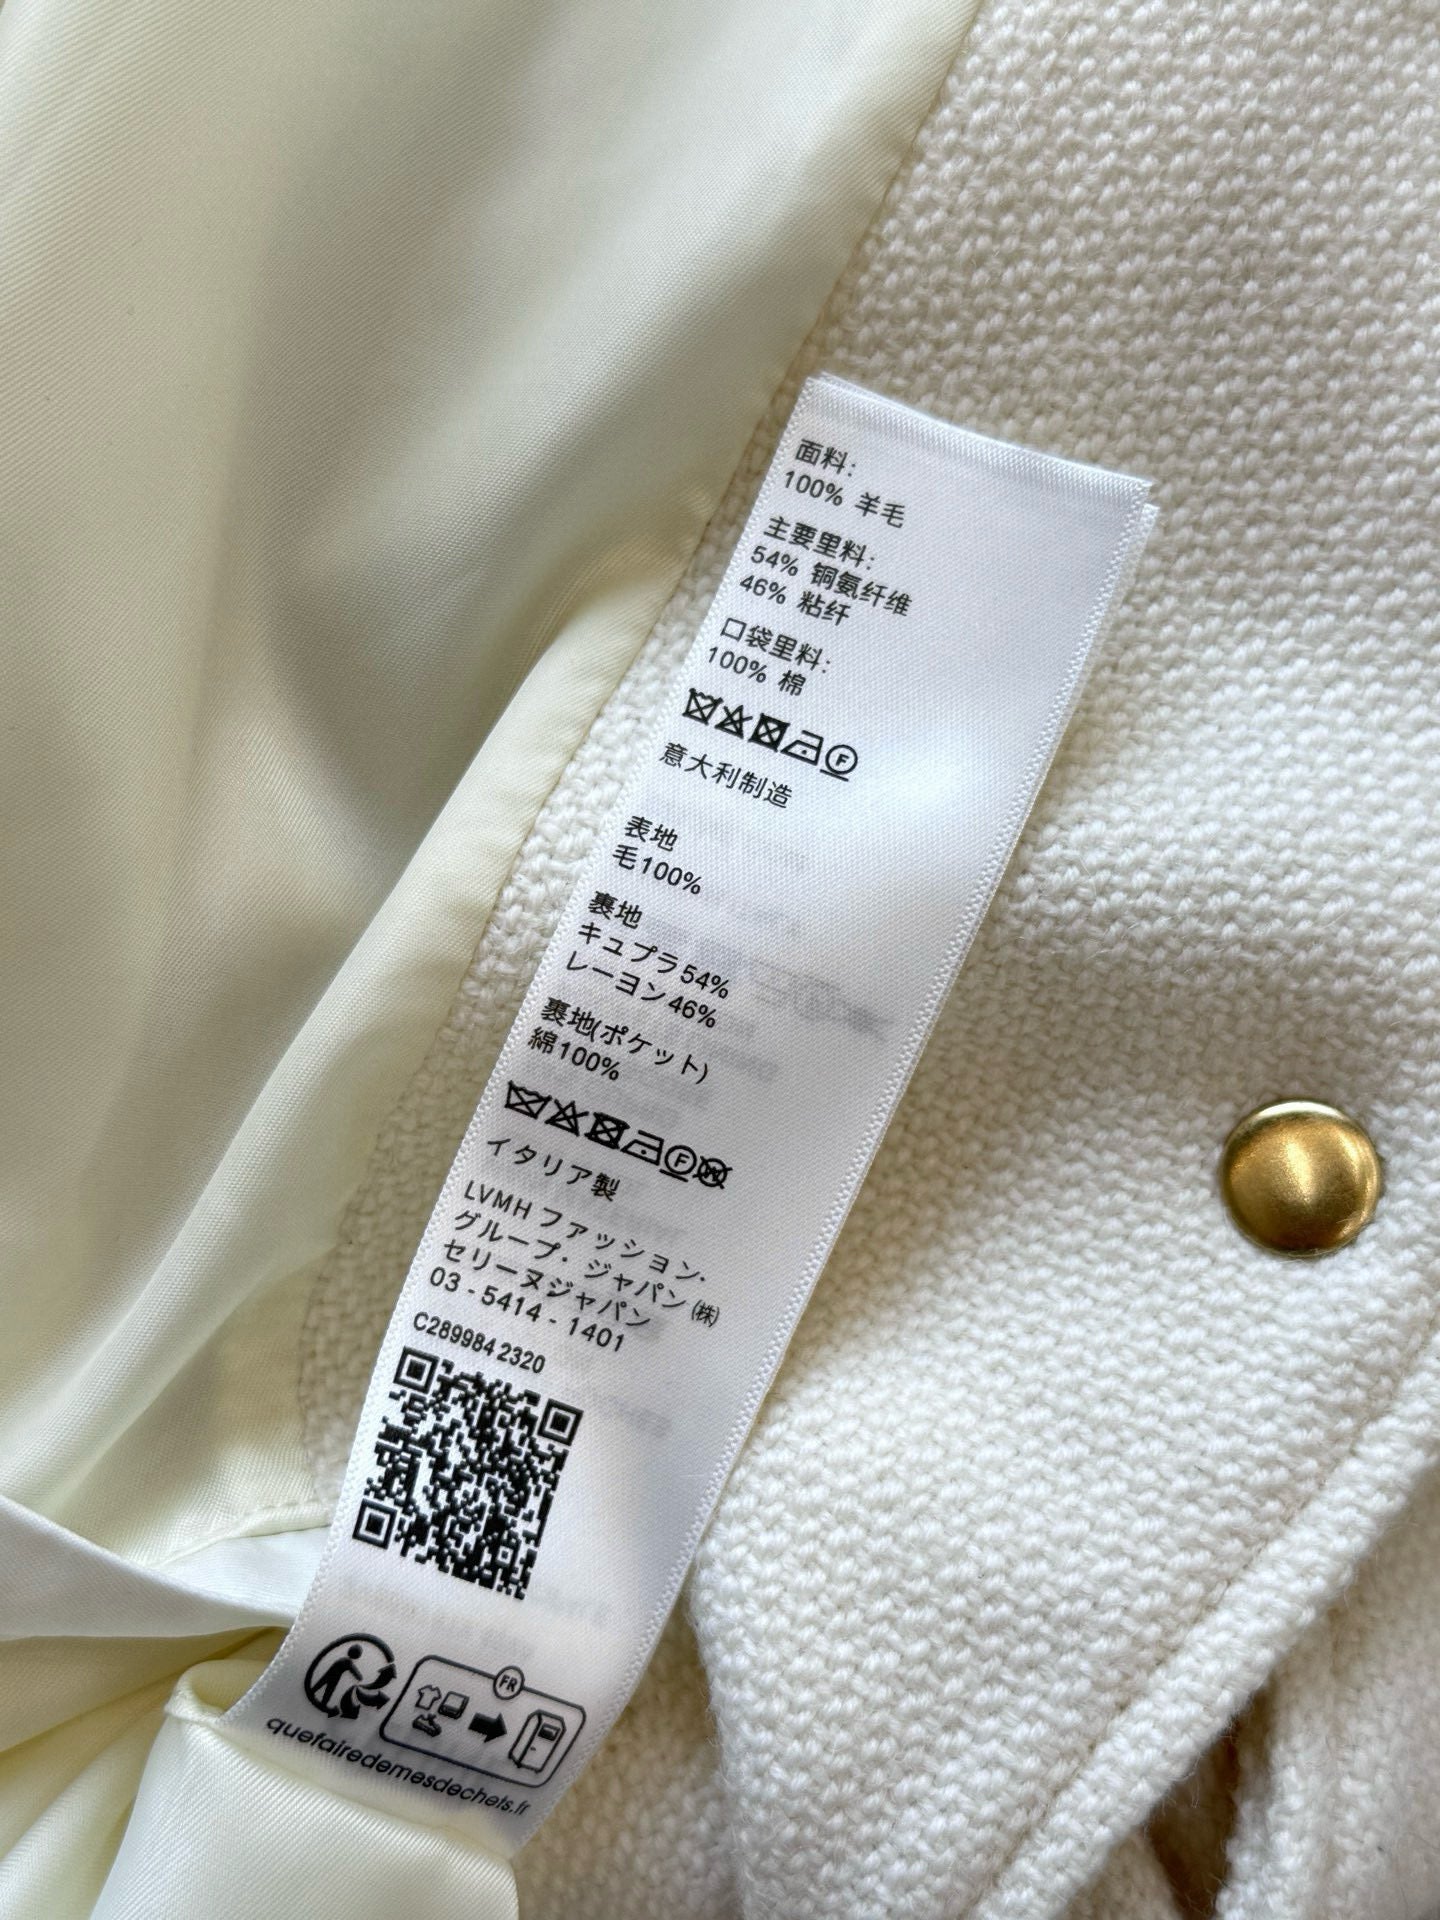 面料:
100% 羊毛
主要里料:
54% 铜氨纤维
46% 粘纤
口袋里料:
100% 棉
F
意大利制造
表地
毛100%
裏地
キュプラ54%
レーヨン46%
裏地(ポケット)
綿100%
F W
イタリア製
LVMH ファッション・
グループ・ジャパン(株)
セリーヌジャパン
03-5414-1401
C289984 2320
FR
quefairedemesdechets.fr